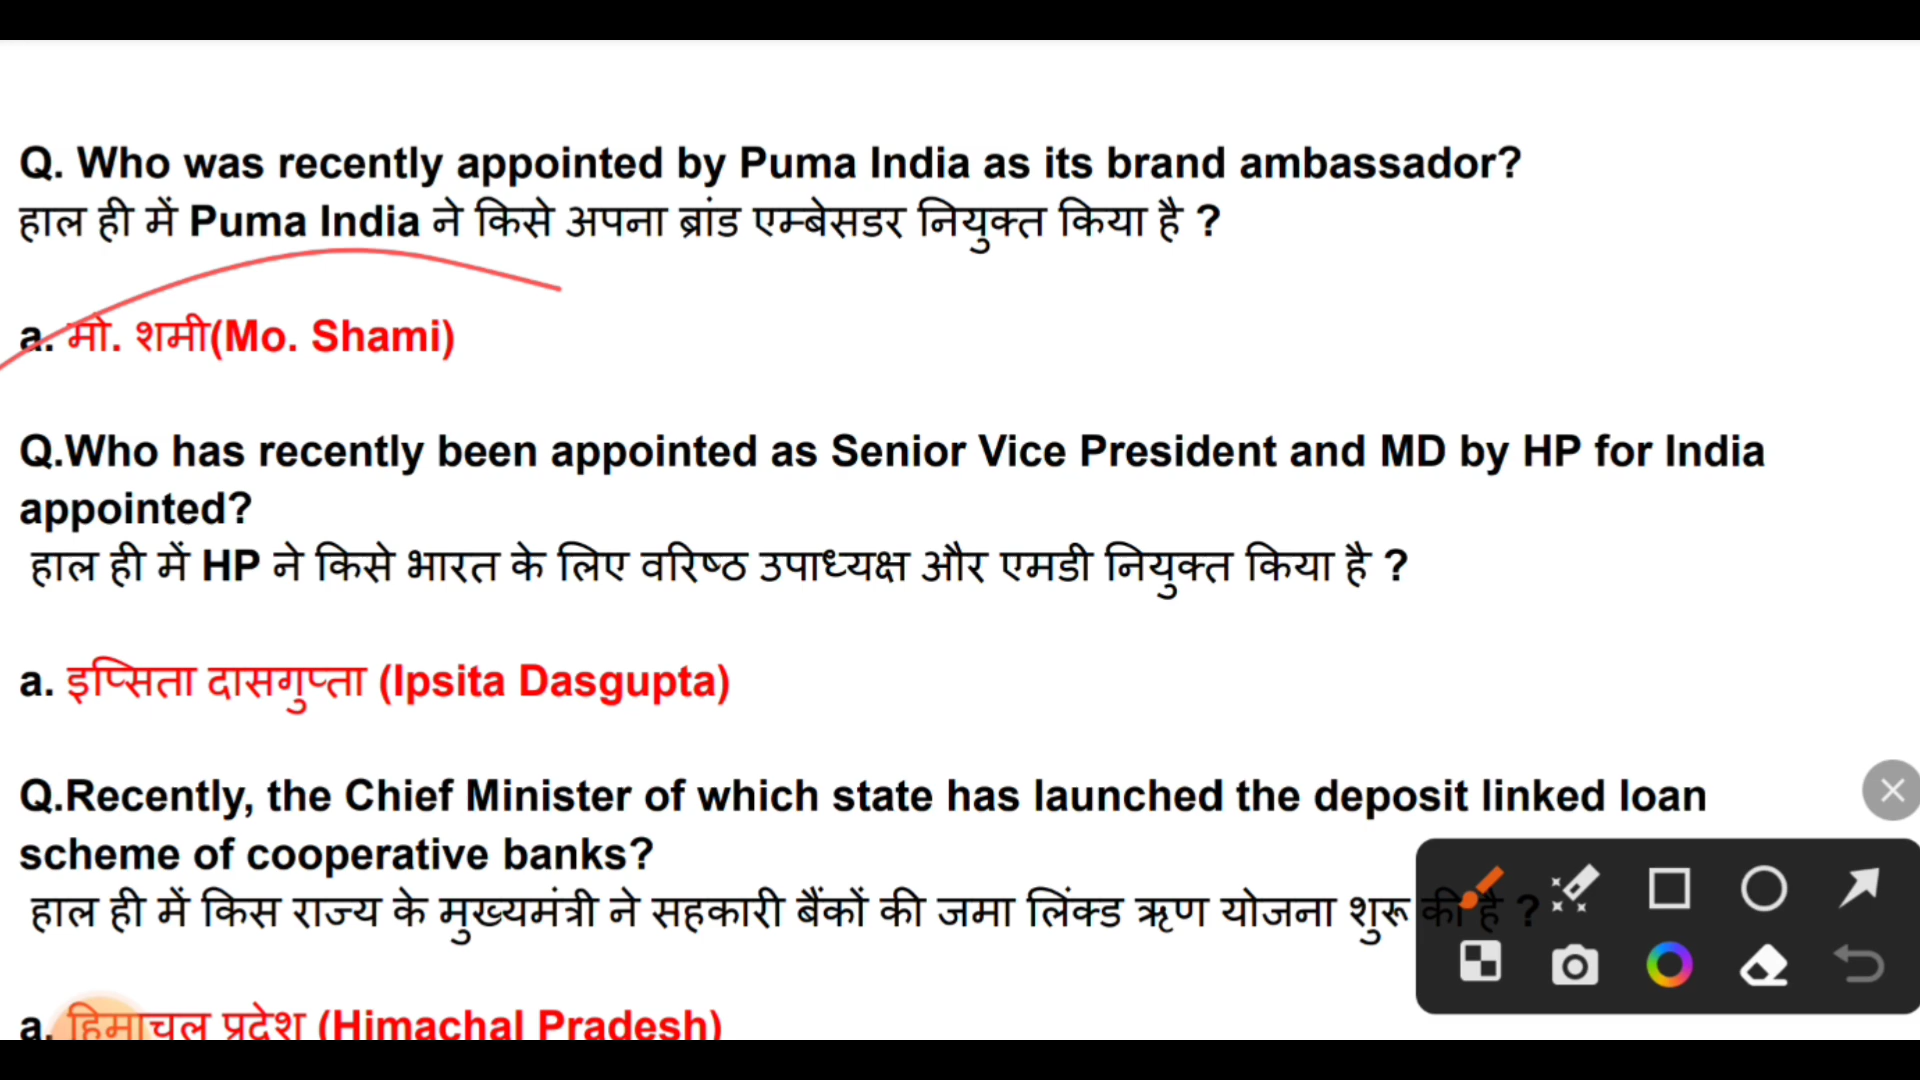 Q. Who was recently appointed by Puma India as its brand ambassador?
हाल ही में Puma India ने किसे अपना ब्रांड एम्बेसडर नियुक्त किया है ?
a. मो. शमी(Mo. Shami)
Q.Who has recently been appointed as Senior Vice President and MD by HP for India
appointed?
हाल ही में HP ने किसे भारत के लिए वरिष्ठ उपाध्यक्ष और एमडी नियुक्त किया है ?
a. इप्सिता दासगुप्ता (Ipsita Dasgupta)
Q.Recently, the Chief Minister of which state has launched the deposit linked loan
scheme of cooperative banks?
हाल ही में किस राज्य के मुख्यमंत्री ने सहकारी बैंकों की जमा लिंक्ड ऋण योजना शुरू की है ?
a. हिमाचल प्रदेश (Himachal Pradesh)